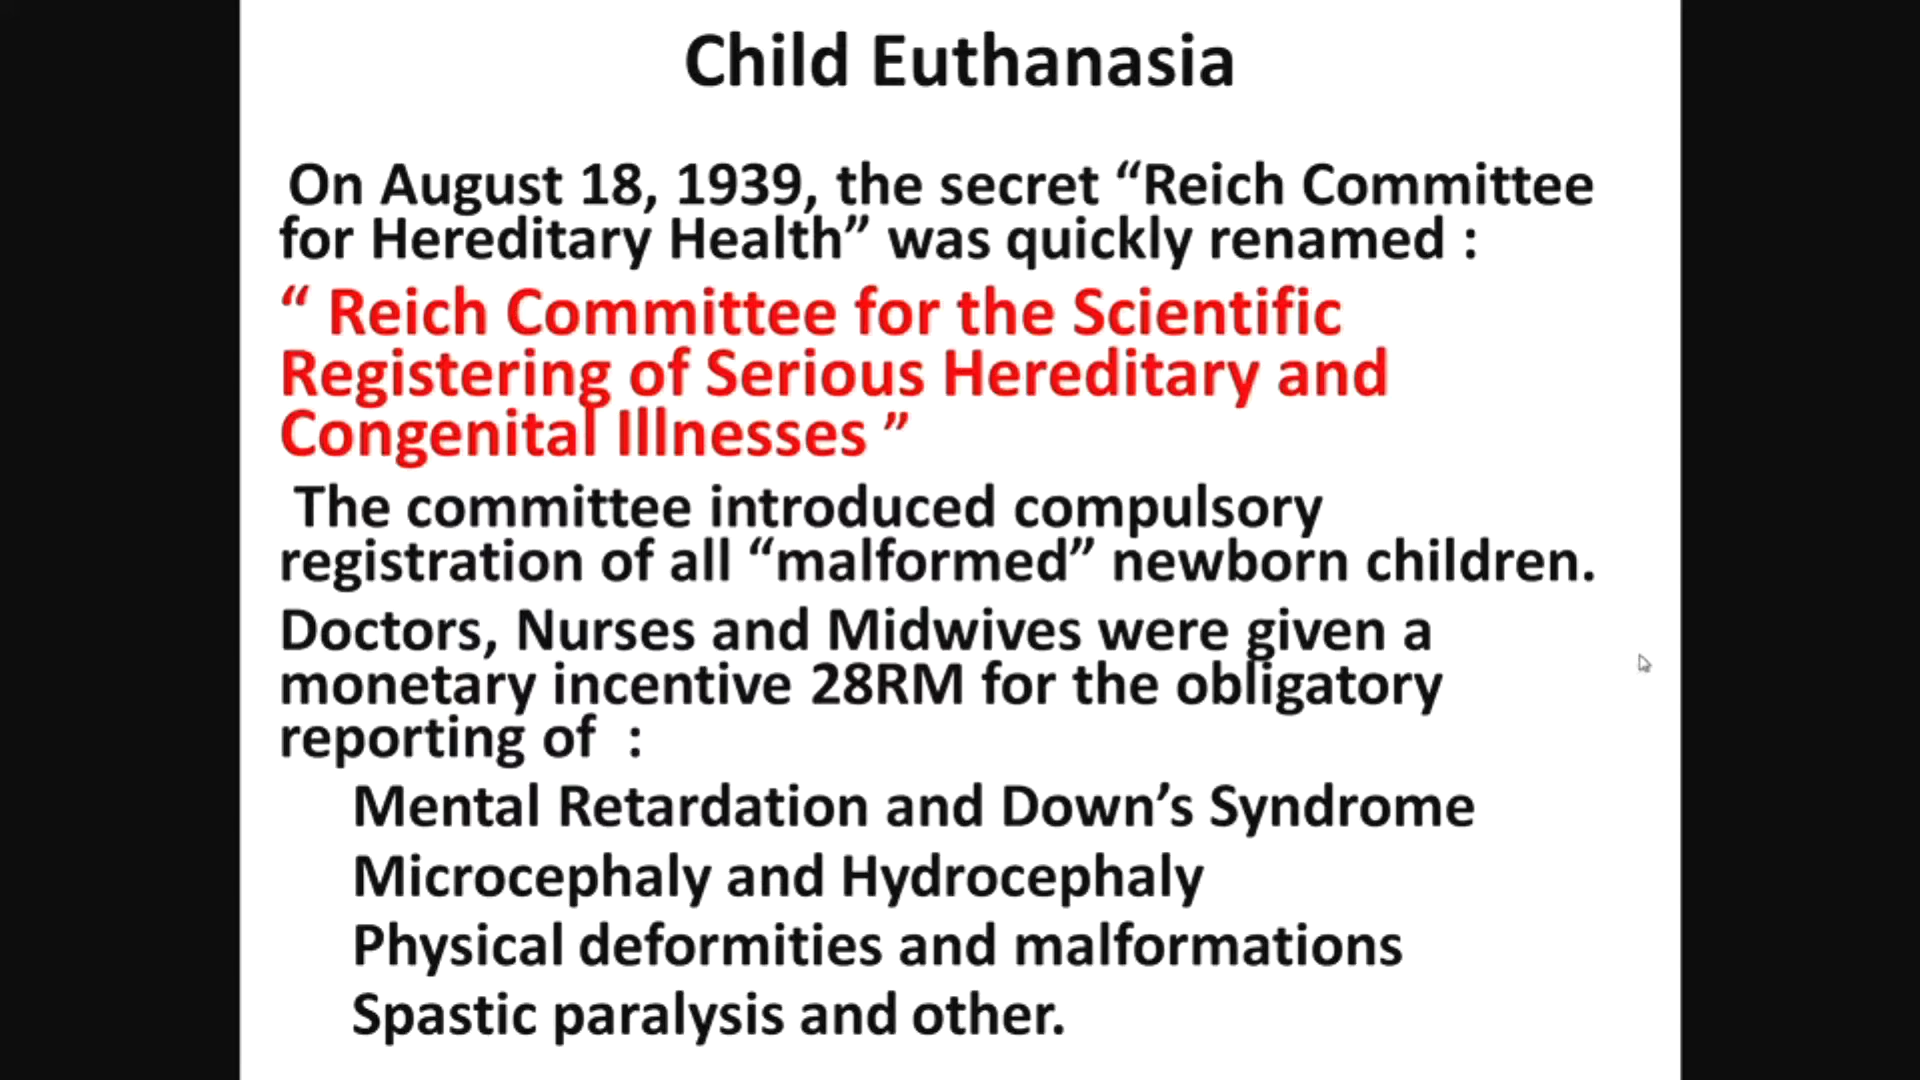 Child Euthanasia
On August 18, 1939, the secret “Reich Committee
for Hereditary Health” was quickly renamed :
“ Reich Committee for the Scientific
Registering of Serious Hereditary and
Congenital Illnesses ”
The committee introduced compulsory
registration of all “malformed” newborn children.
Doctors, Nurses and Midwives were given a
monetary incentive 28RM for the obligatory
reporting of :
Mental Retardation and Down’s Syndrome
Microcephaly and Hydrocephaly
Physical deformities and malformations
Spastic paralysis and other.